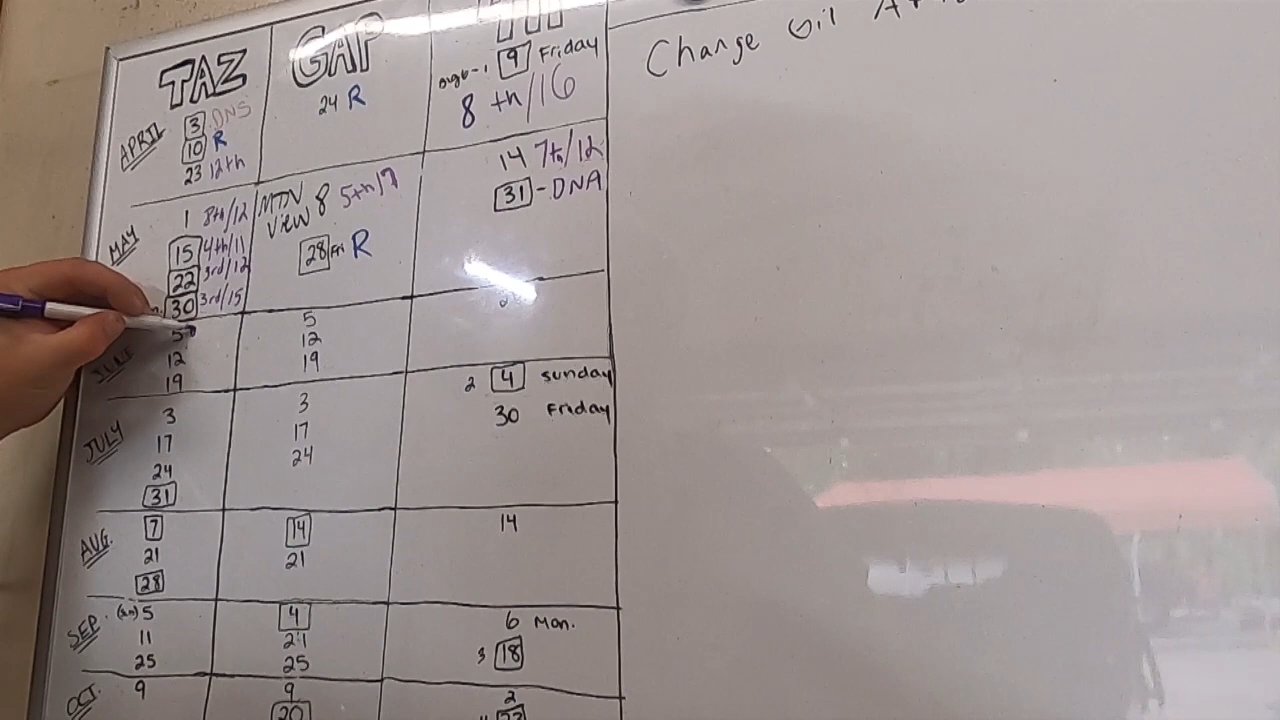 TAZ
GAP
Change Oil
APRIL
3 DNS
10 R
23 12th
24 R
9 Friday
8 th/16
MAY
1 8th/12
15 4th/11
22 3rd/12
30 3rd/15
MTN
VIEW 8 5th/17
28 Fri R
14 7th/12
31 - DNA
JUNE
5
12
19
5
12
19
JULY
3
17
24
31
3
17
24
2 4 Sunday
30 Friday
AUG.
7
21
28
14
21
14
SEP.
(Sun) 5
11
25
4
25
6 Mon.
3 18
OCT.
9
9
20
2